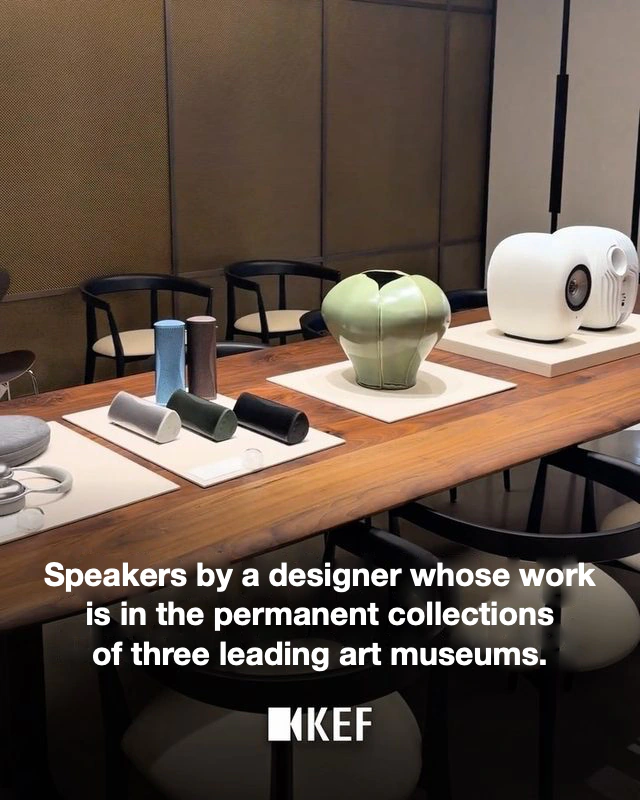 Speakers by a designer whose work
is in the permanent collections
of three leading art museums.
KEF